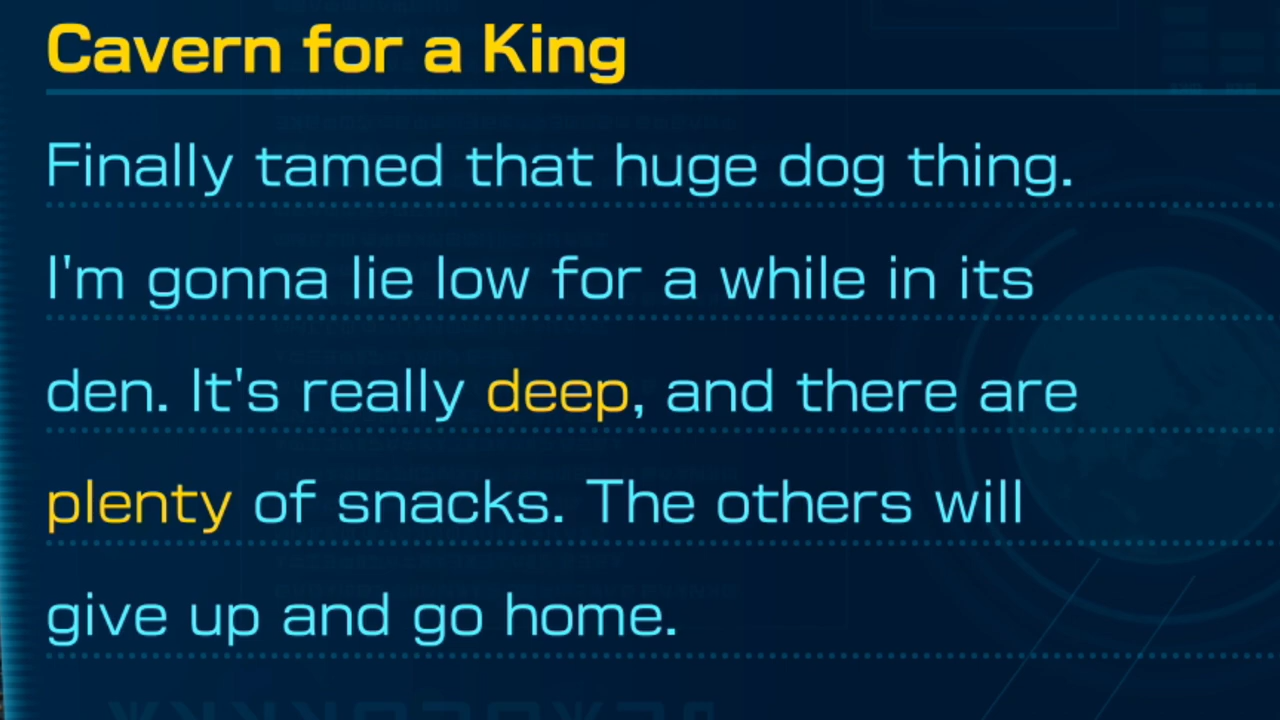 Cavern for a King
Finally tamed that huge dog thing.
I'm gonna lie low for a while in its
den. It's really deep, and there are
plenty of snacks. The others will
give up and go home.